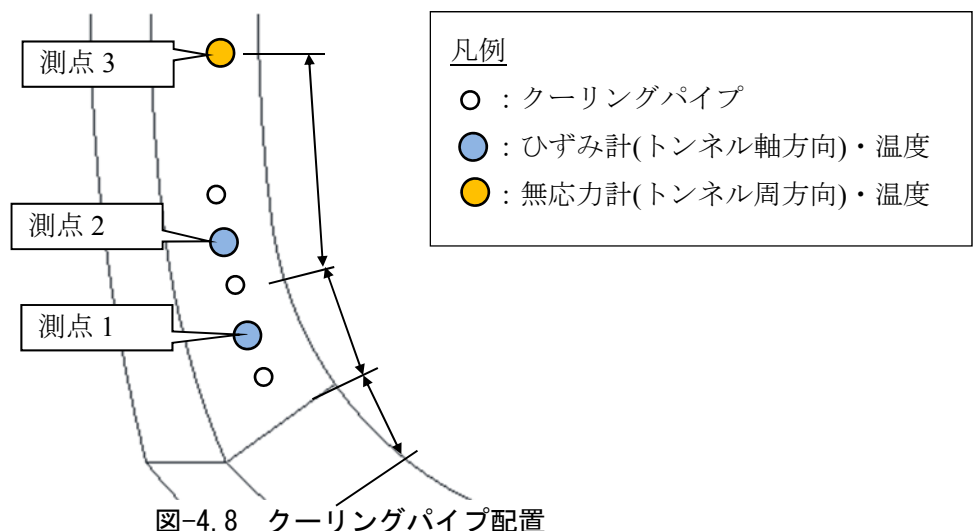 測点 3
測点 2
測点 1
凡例
：クーリングパイプ
：ひずみ計(トンネル軸方向)・温度
：無応力計(トンネル周方向)・温度
図-4.8 クーリングパイプ配置